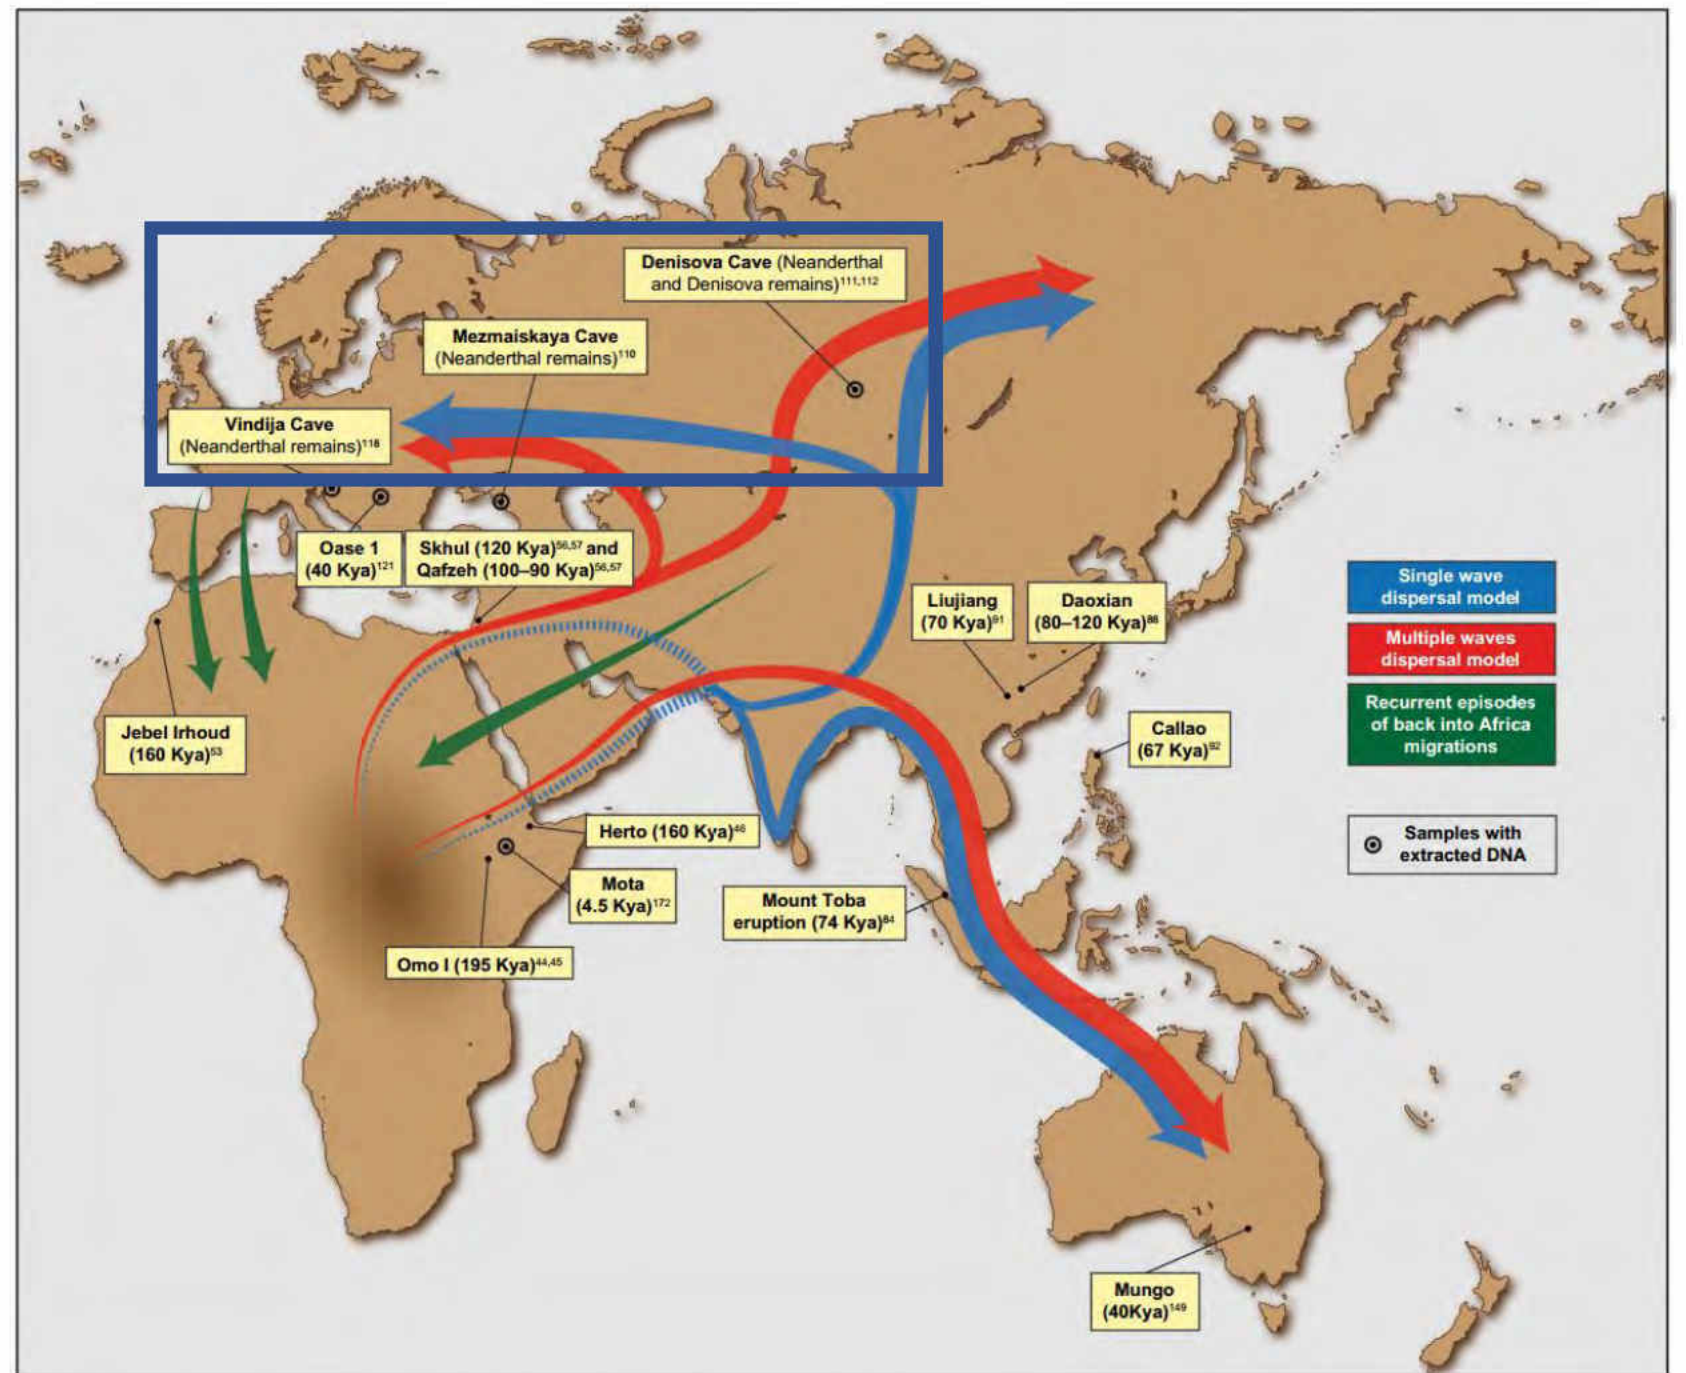 Denisova Cave (Neanderthal
and Denisova remains)111,112
Mezmaiskaya Cave
(Neanderthal remains)110
Vindija Cave
(Neanderthal remains)118
Oase 1
(40 Kya)121
Skhul (120 Kya)56,57 and
Qafzeh (100–90 Kya)56,57
Liujiang
(70 Kya)91
Daoxian
(80–120 Kya)88
Single wave
dispersal model
Multiple waves
dispersal model
Recurrent episodes
of back into Africa
migrations
Jebel Irhoud
(160 Kya)53
Callao
(67 Kya)92
Herto (160 Kya)46
Samples with
extracted DNA
Mota
(4.5 Kya)172
Mount Toba
eruption (74 Kya)84
Omo I (195 Kya)44,45
Mungo
(40Kya)149